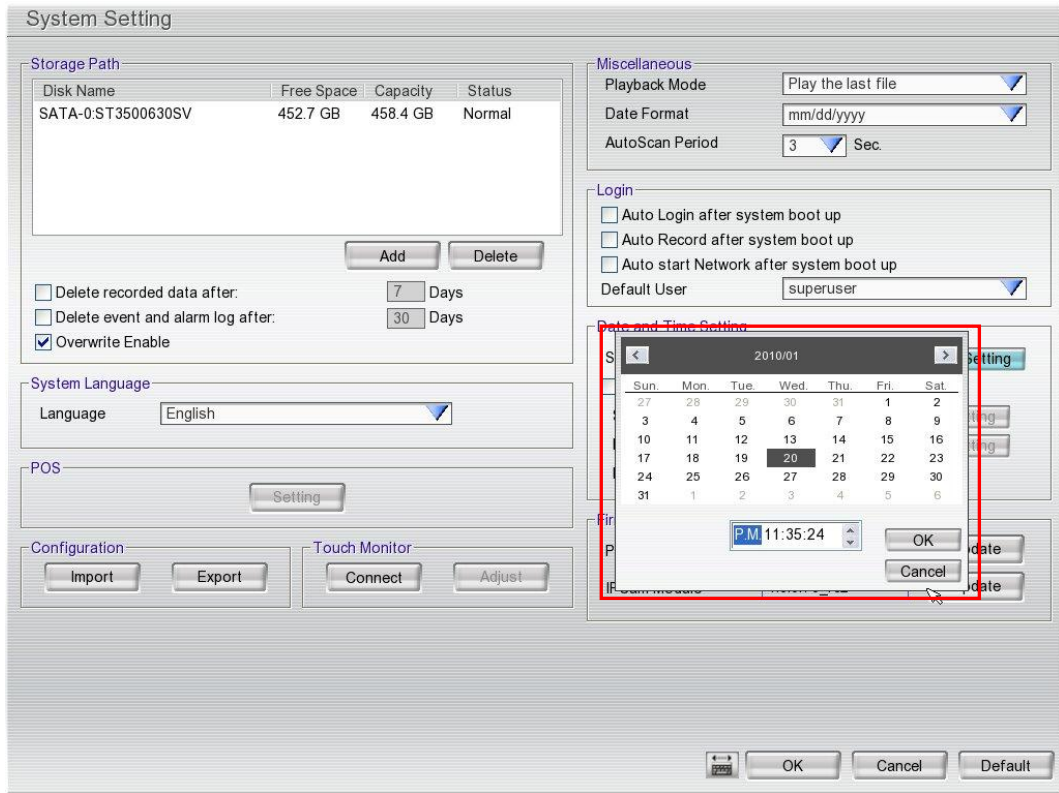 System Setting
Storage Path
Disk Name Free Space Capacity Status
SATA-0:ST3500630SV 452.7 GB 458.4 GB Normal
Add Delete
Delete recorded data after: 7 Days
Delete event and alarm log after: 30 Days
Overwrite Enable
System Language
Language English
POS
Setting
Configuration
Import Export
Touch Monitor
Connect Adjust
Miscellaneous
Playback Mode Play the last file
Date Format mm/dd/yyyy
AutoScan Period 3 Sec.
Login
Auto Login after system boot up
Auto Record after system boot up
Auto start Network after system boot up
Default User superuser
Date and Time Setting
Setting
< 2010/01 >
Sun. Mon. Tue. Wed. Thu. Fri. Sat.
27 28 29 30 31 1 2
3 4 5 6 7 8 9
10 11 12 13 14 15 16
17 18 19 20 21 22 23
24 25 26 27 28 29 30
31 1 2 3 4 5 6
P.M. 11:35:24
OK
Cancel
OK Cancel Default